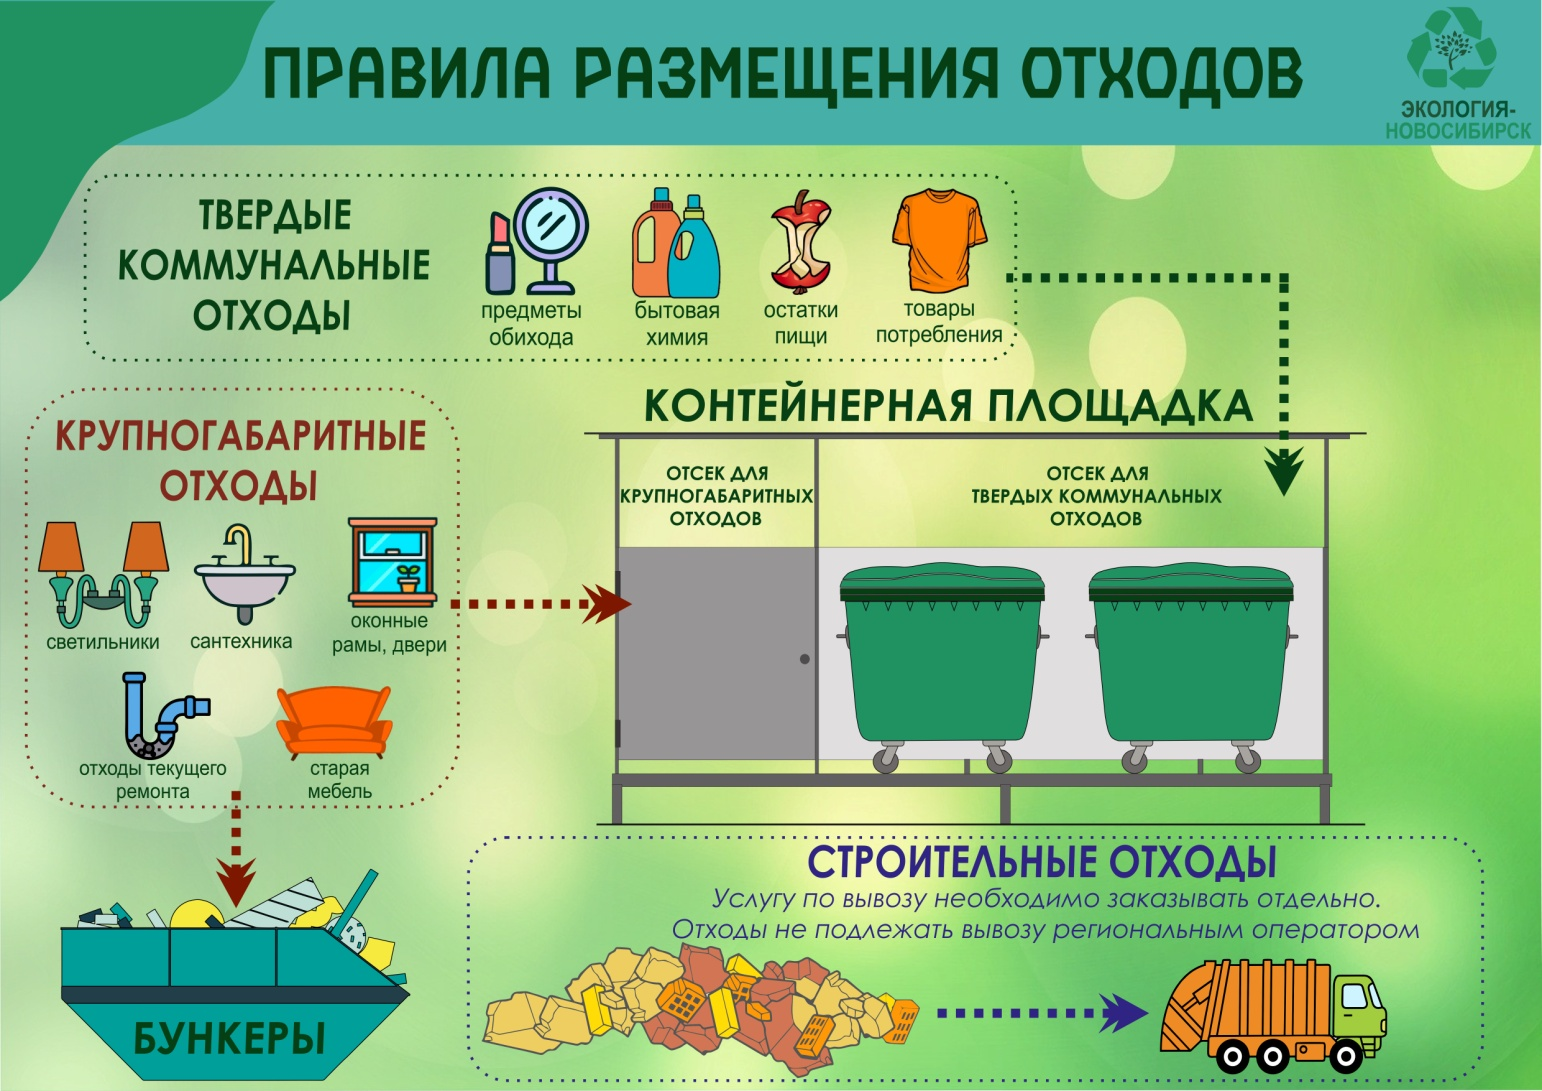 ПРАВИЛА РАЗМЕЩЕНИЯ ОТХОДОВ
ЭКОЛОГИЯ-
НОВОСИБИРСК
ТВЕРДЫЕ
КОММУНАЛЬНЫЕ
ОТХОДЫ
предметы
обихода
бытовая
химия
остатки
пищи
товары
потребления
КРУПНОГАБАРИТНЫЕ
ОТХОДЫ
светильники
сантехника
оконные
рамы, двери
отходы текущего
ремонта
старая
мебель
БУНКЕРЫ
КОНТЕЙНЕРНАЯ ПЛОЩАДКА
ОТСЕК ДЛЯ
КРУПНОГАБАРИТНЫХ
ОТХОДОВ
ОТСЕК ДЛЯ
ТВЕРДЫХ КОММУНАЛЬНЫХ
ОТХОДОВ
СТРОИТЕЛЬНЫЕ ОТХОДЫ
Услугу по вывозу необходимо заказывать отдельно.
Отходы не подлежать вывозу региональным оператором